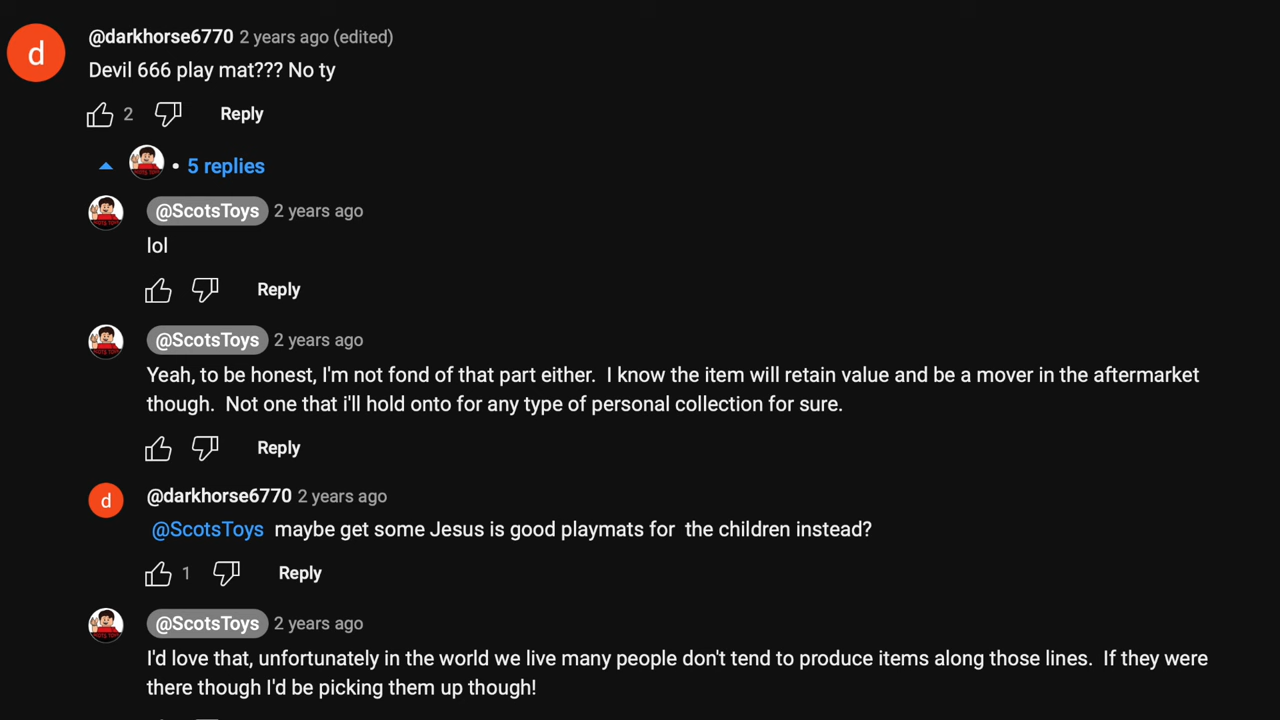 d
@darkhorse6770 2 years ago (edited)
Devil 666 play mat??? No ty
2 Reply
• 5 replies
@ScotsToys 2 years ago
lol
Reply
@ScotsToys 2 years ago
Yeah, to be honest, I'm not fond of that part either.  I know the item will retain value and be a mover in the aftermarket
though.  Not one that i'll hold onto for any type of personal collection for sure.
Reply
d
@darkhorse6770 2 years ago
@ScotsToys  maybe get some Jesus is good playmats for  the children instead?
1 Reply
@ScotsToys 2 years ago
I'd love that, unfortunately in the world we live many people don't tend to produce items along those lines.  If they were
there though I'd be picking them up though!